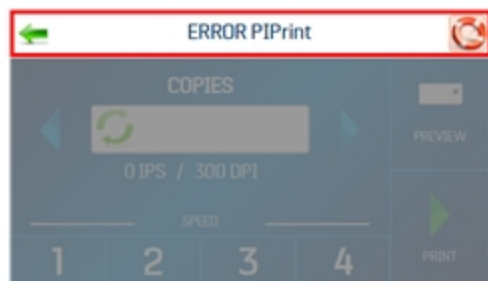 ERROR PIPrint
COPIES
PREVIEW
0 IPS / 300 DPI
SPEED
1 2 3 4
PRINT